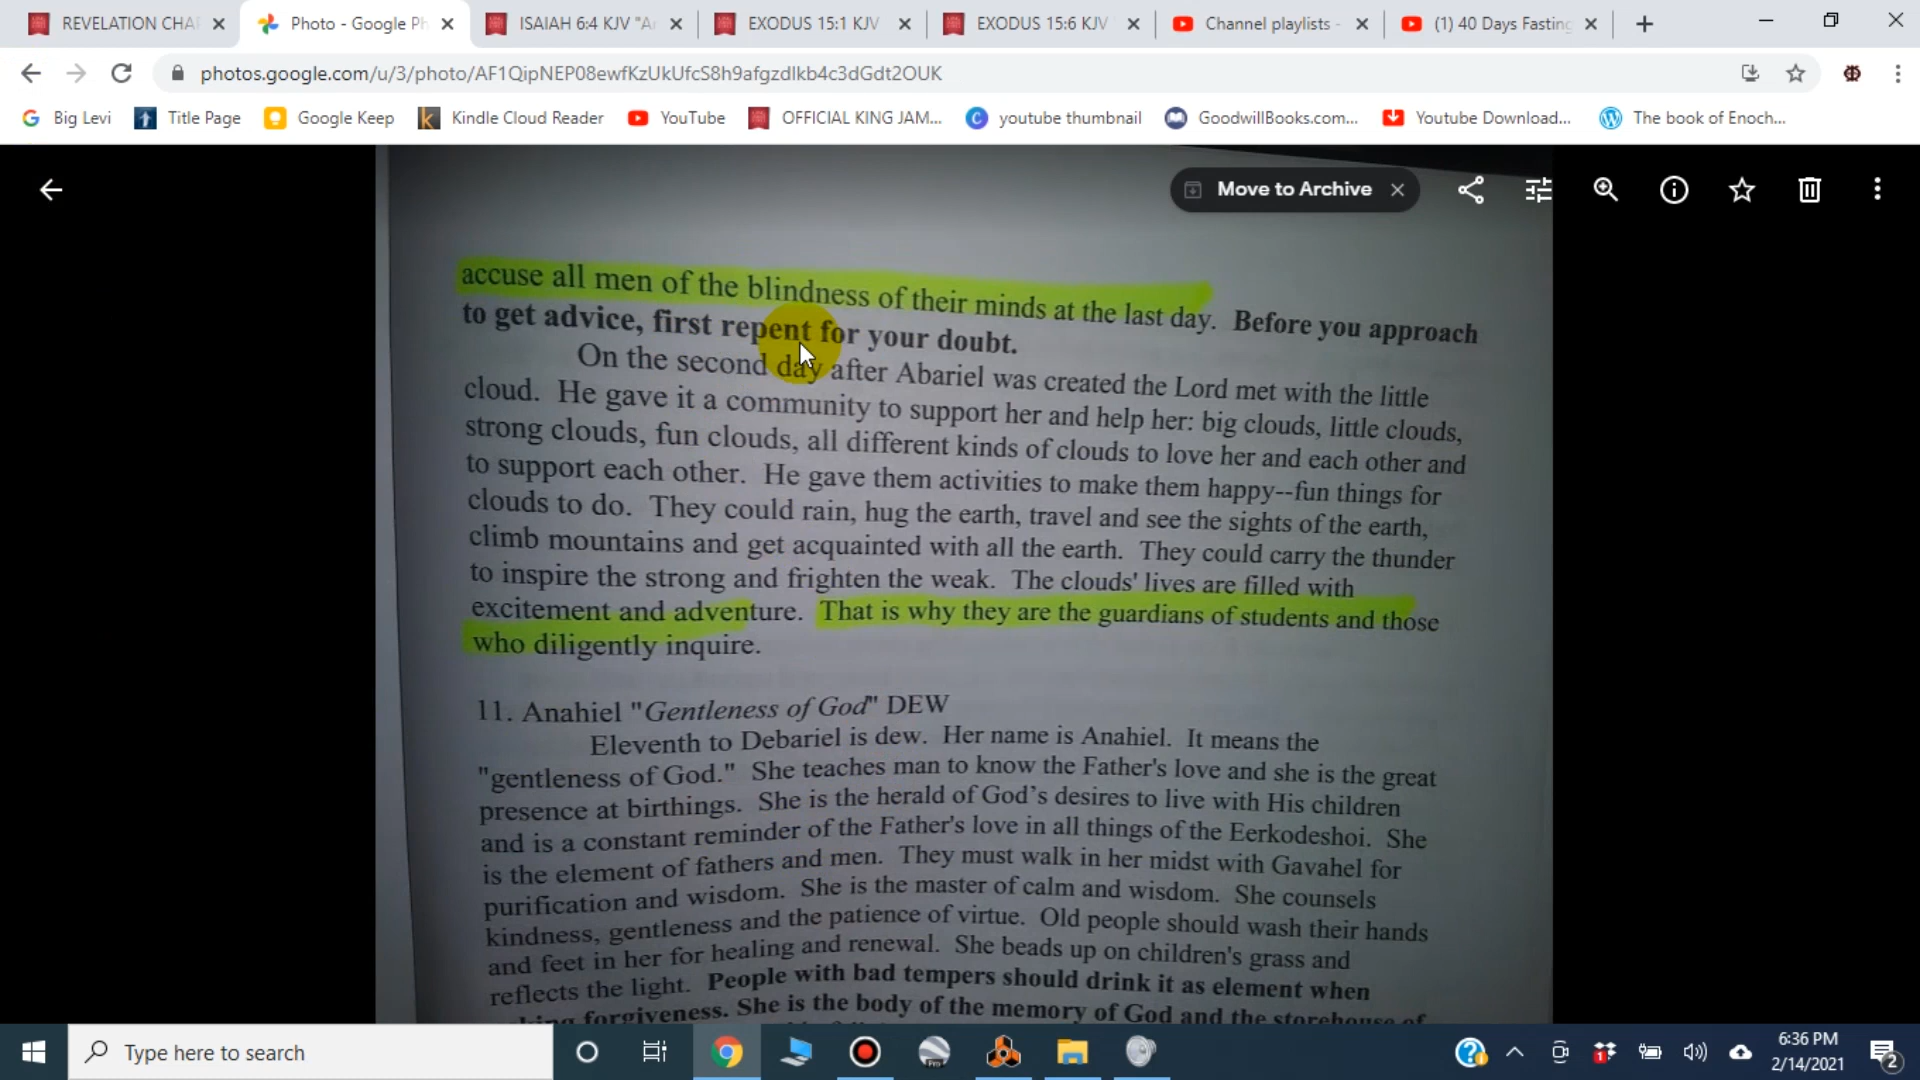 REVELATION CHA
Photo - Google Ph
ISAIAH 6:4 KJV "A
EXODUS 15:1 KJV
EXODUS 15:6 KJV
Channel playlists -
(1) 40 Days Fasting
photos.google.com/u/3/photo/AF1QipNEP08ewfKzUkUfcS8h9afgzdIkb4c3dGdt2OUK
Big Levi
Title Page
Google Keep
Kindle Cloud Reader
YouTube
OFFICIAL KING JAM...
youtube thumbnail
GoodwillBooks.com...
Youtube Download...
The book of Enoch...
Move to Archive
accuse all men of the blindness of their minds at the last day. Before you approach
to get advice, first repent for your doubt.
On the second day after Abariel was created the Lord met with the little
cloud. He gave it a community to support her and help her: big clouds, little clouds,
strong clouds, fun clouds, all different kinds of clouds to love her and each other and
to support each other. He gave them activities to make them happy--fun things for
clouds to do. They could rain, hug the earth, travel and see the sights of the earth,
climb mountains and get acquainted with all the earth. They could carry the thunder
to inspire the strong and frighten the weak. The clouds' lives are filled with
excitement and adventure. That is why they are the guardians of students and those
who diligently inquire.
11. Anahiel "Gentleness of God" DEW
Eleventh to Debariel is dew. Her name is Anahiel. It means the
"gentleness of God." She teaches man to know the Father's love and she is the great
presence at birthings. She is the herald of God's desires to live with His children
and is a constant reminder of the Father's love in all things of the Eerkodeshoi. She
is the element of fathers and men. They must walk in her midst with Gavahel for
purification and wisdom. She is the master of calm and wisdom. She counsels
kindness, gentleness and the patience of virtue. Old people should wash their hands
and feet in her for healing and renewal. She beads up on children's grass and
reflects the light. People with bad tempers should drink it as element when
forgiveness. She is the body of the memory of God and the storehouse of
Type here to search
6:36 PM
2/14/2021